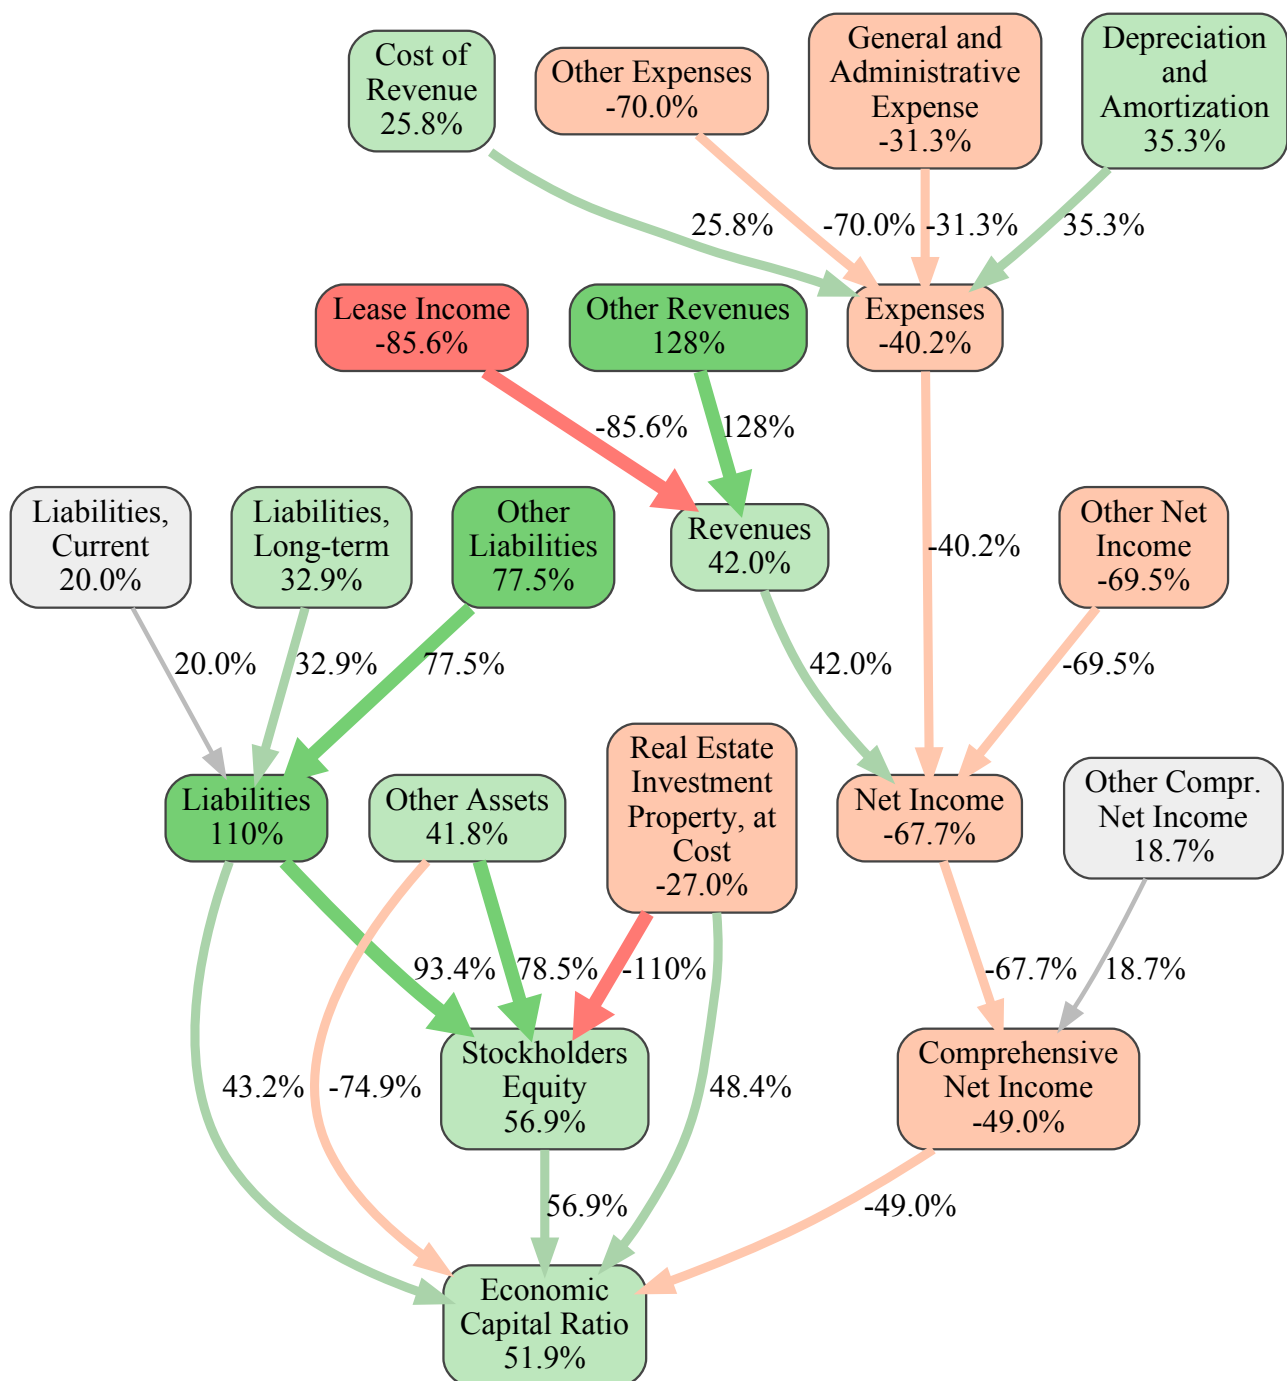 Cost of
Revenue
25.8%
Other Expenses
-70.0%
General and
Administrative
Expense
-31.3%
Depreciation
and
Amortization
35.3%
25.8%
-70.0%
-31.3%
35.3%
Lease Income
-85.6%
Other Revenues
128%
Expenses
-40.2%
-85.6%
128%
Liabilities,
Current
20.0%
Liabilities,
Long-term
32.9%
Other
Liabilities
77.5%
Revenues
42.0%
-40.2%
Other Net
Income
-69.5%
20.0%
32.9%
77.5%
42.0%
-69.5%
Liabilities
110%
Other Assets
41.8%
Real Estate
Investment
Property, at
Cost
-27.0%
Net Income
-67.7%
Other Compr.
Net Income
18.7%
93.4%
78.5%
-110%
-67.7%
18.7%
43.2%
-74.9%
Stockholders
Equity
56.9%
48.4%
Comprehensive
Net Income
-49.0%
56.9%
-49.0%
Economic
Capital Ratio
51.9%